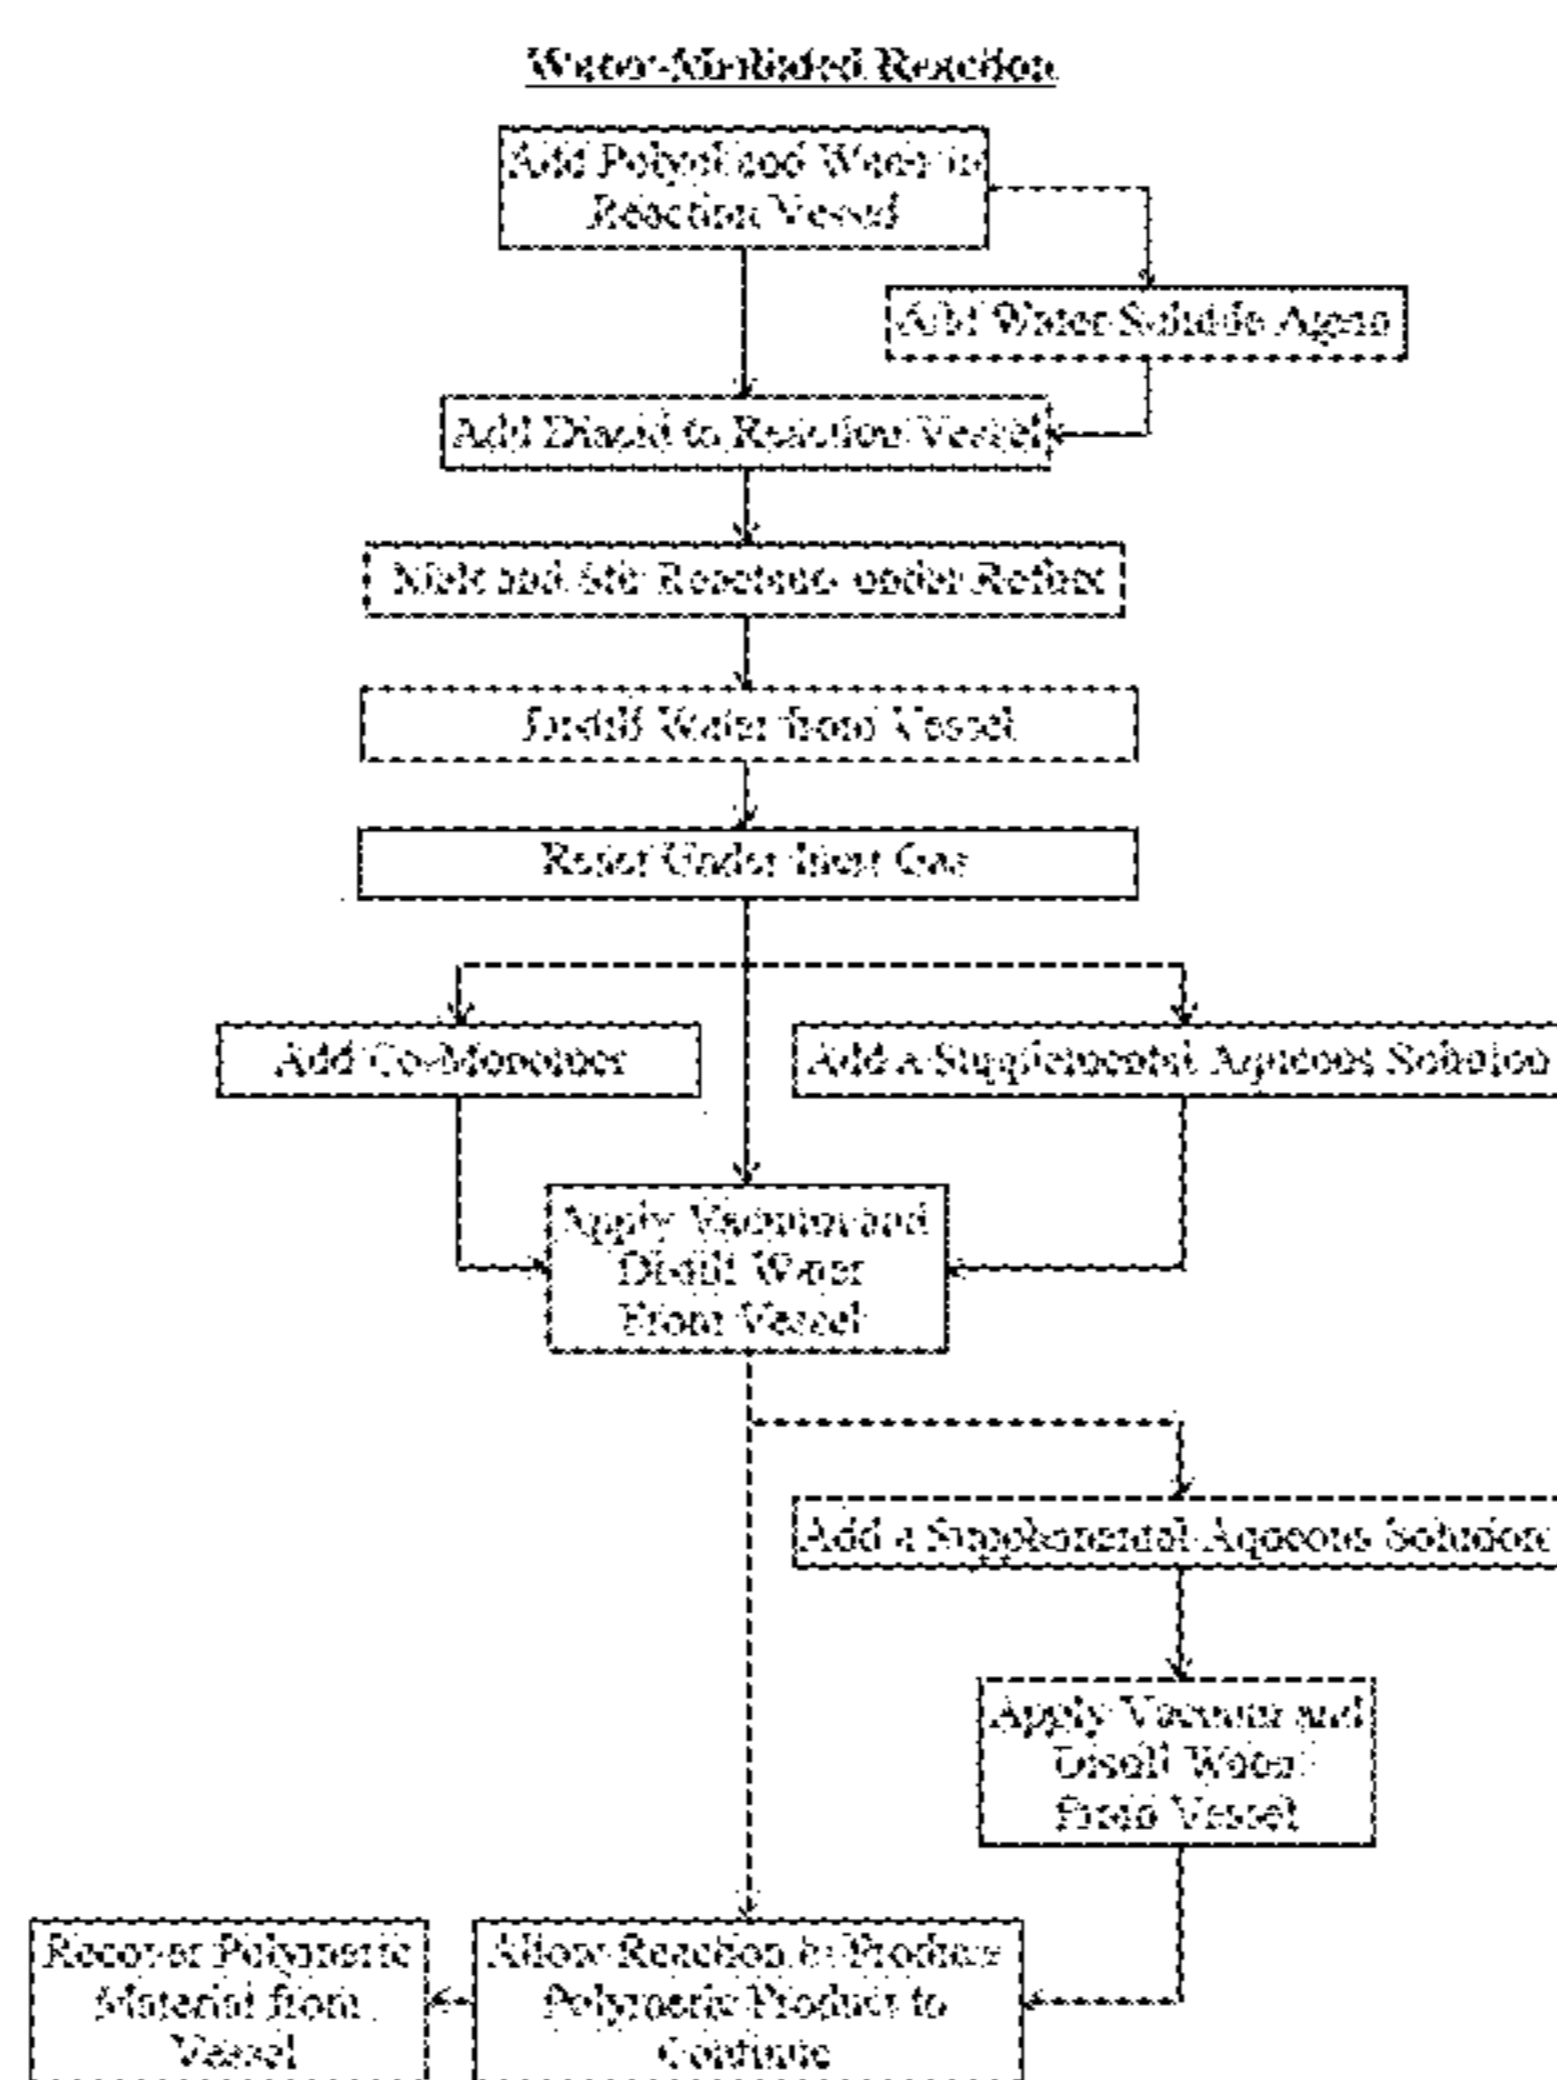 Water-Mediated Reaction
Add Polyol and Water to
Reaction Vessel
Add Water Soluble Agent
Add Diacid to Reaction Vessel
and Stir Reactants under Reflux
Distill Water from Vessel
Under Inert Gas
Add Co-Monomer
Add a Supplemental Aqueous Solution
Apply Vacuum and
Distill Water
From Vessel
Add a Supplemental Aqueous Solution
Apply Vacuum and
Distill Water
From Vessel
Recover Polymeric
Material from
Vessel
Allow Reaction to Produce
Polymeric Product to
Continue